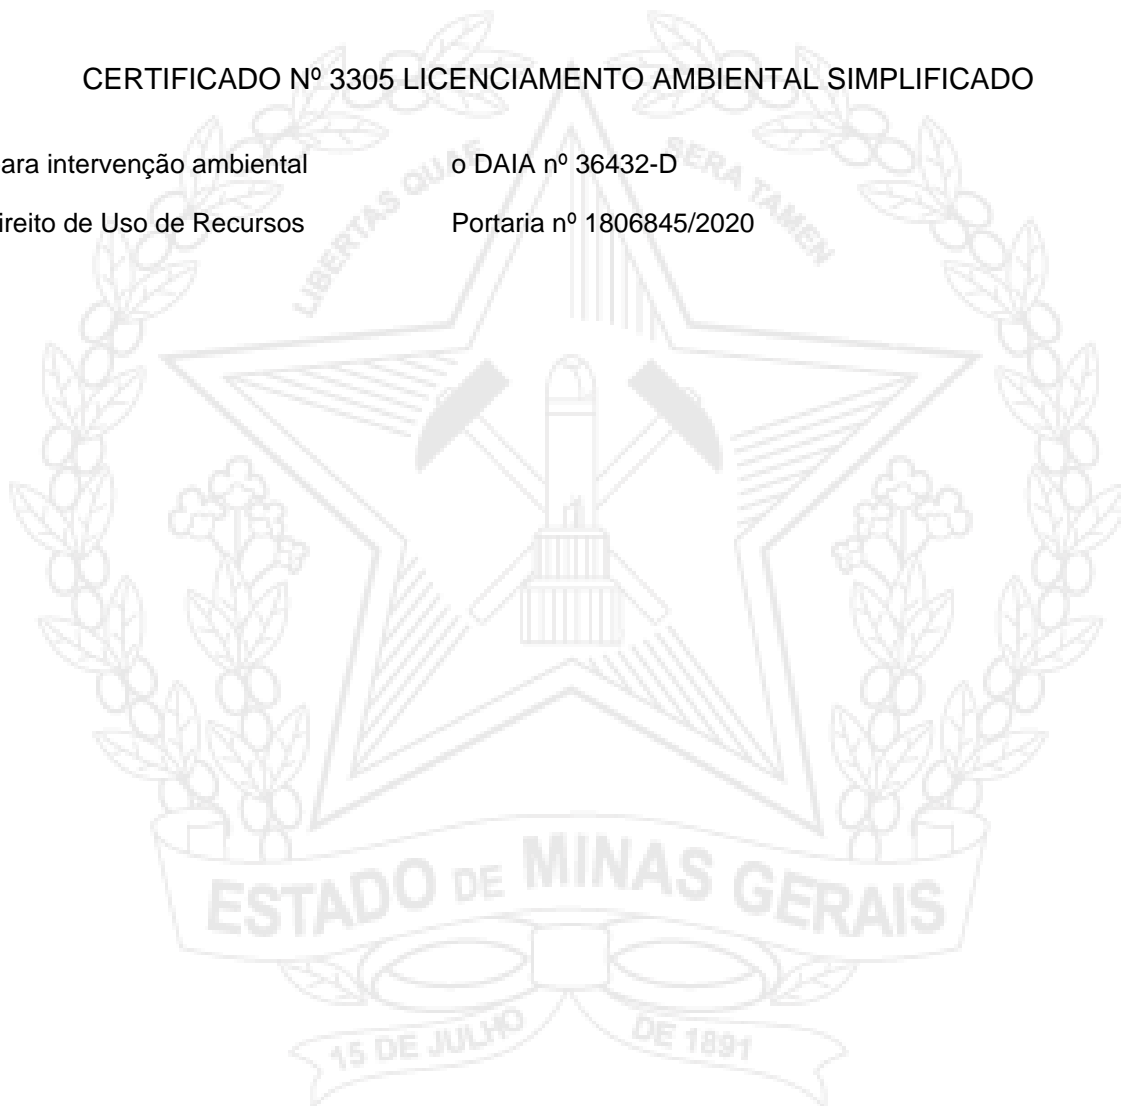 CERTIFICADO Nº 3305 LICENCIAMENTO AMBIENTAL SIMPLIFICADO
ara intervenção ambiental o DAIA nº 36432-D
ireito de Uso de Recursos Portaria nº 1806845/2020
LIBERTAS QUAE SERA TAMEN
ESTADO DE MINAS GERAIS
15 DE JULHO DE 1891